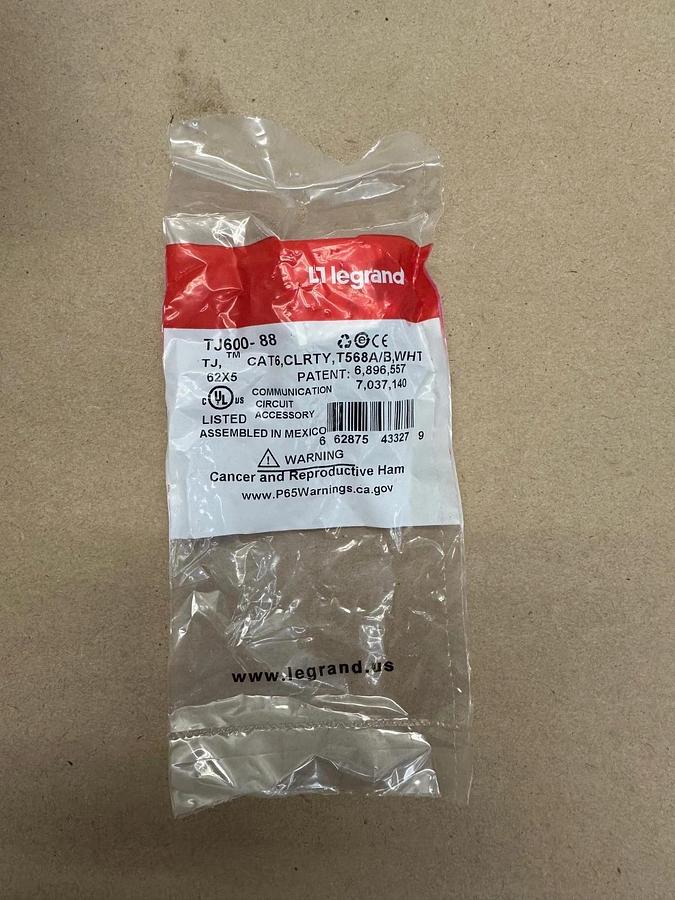 legrand
TJ600-88
TJ,™ CAT6,CLRTY,T568A/B,WHT
PATENT: 6,896,557
7,037,140
62X5
C UL US
LISTED
COMMUNICATION
CIRCUIT
ACCESSORY
ASSEMBLED IN MEXICO
6 62875 43327 9
WARNING
Cancer and Reproductive Ham
www.P65Warnings.ca.gov
www.legrand.us